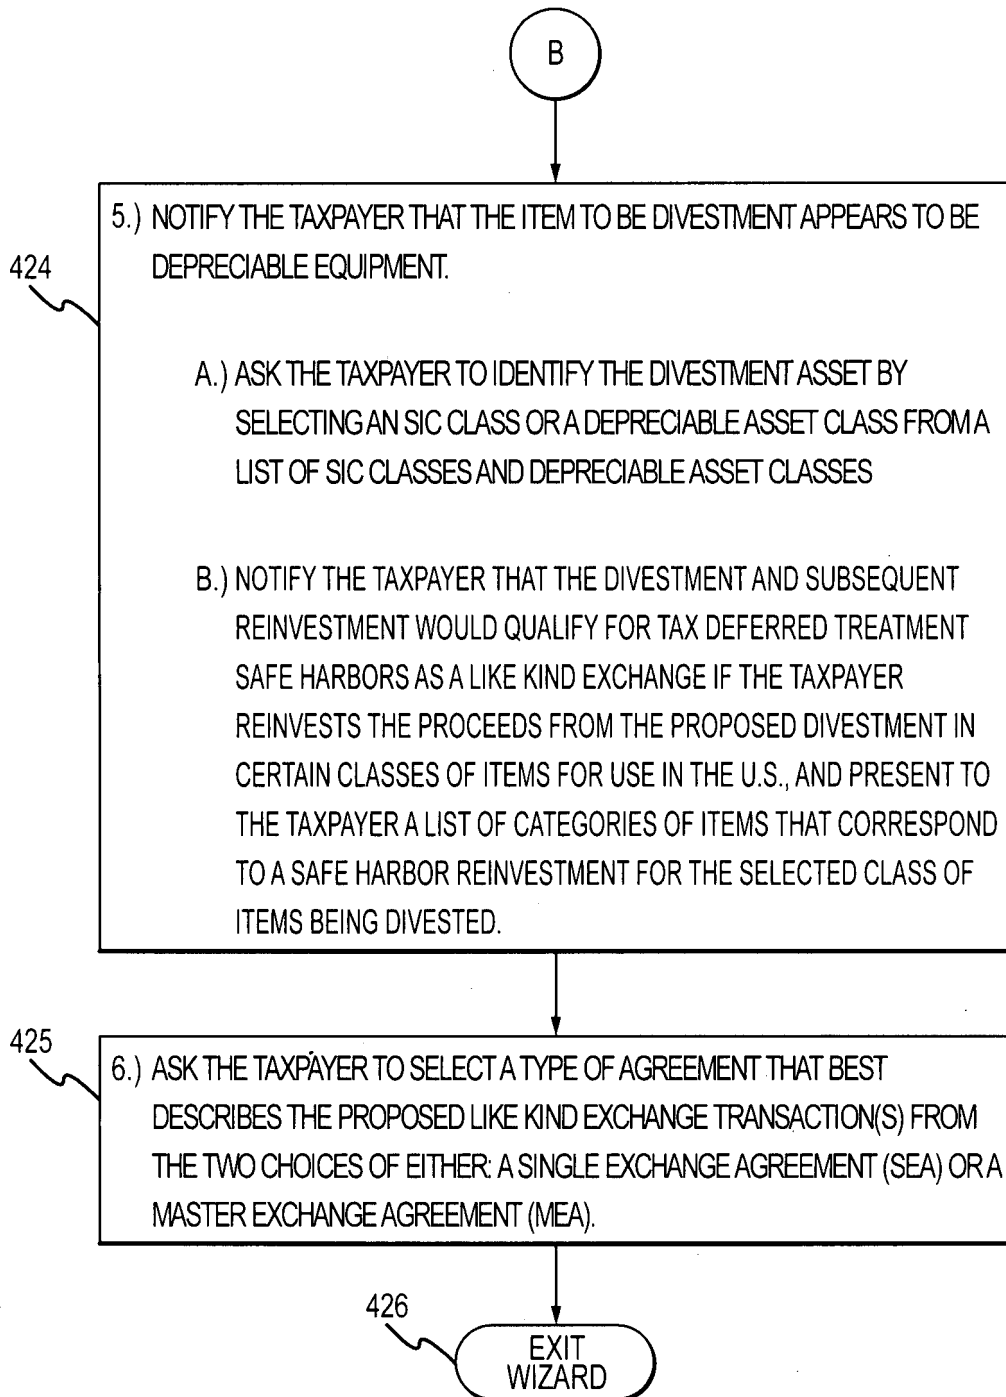 B
5.) NOTIFY THE TAXPAYER THAT THE ITEM TO BE DIVESTMENT APPEARS TO BE
DEPRECIABLE EQUIPMENT.
424
A.) ASK THE TAXPAYER TO IDENTIFY THE DIVESTMENT ASSET BY
SELECTING AN SIC CLASS OR A DEPRECIABLE ASSET CLASS FROM A
LIST OF SIC CLASSES AND DEPRECIABLE ASSET CLASSES
B.) NOTIFY THE TAXPAYER THAT THE DIVESTMENT AND SUBSEQUENT
REINVESTMENT WOULD QUALIFY FOR TAX DEFERRED TREATMENT
SAFE HARBORS AS A LIKE KIND EXCHANGE IF THE TAXPAYER
REINVESTS THE PROCEEDS FROM THE PROPOSED DIVESTMENT IN
CERTAIN CLASSES OF ITEMS FOR USE IN THE U.S., AND PRESENT TO
THE TAXPAYER A LIST OF CATEGORIES OF ITEMS THAT CORRESPOND
TO A SAFE HARBOR REINVESTMENT FOR THE SELECTED CLASS OF
ITEMS BEING DIVESTED.
425
6.) ASK THE TAXPAYER TO SELECT A TYPE OF AGREEMENT THAT BEST
DESCRIBES THE PROPOSED LIKE KIND EXCHANGE TRANSACTION(S) FROM
THE TWO CHOICES OF EITHER: A SINGLE EXCHANGE AGREEMENT (SEA) OR A
MASTER EXCHANGE AGREEMENT (MEA).
426
EXIT
WIZARD